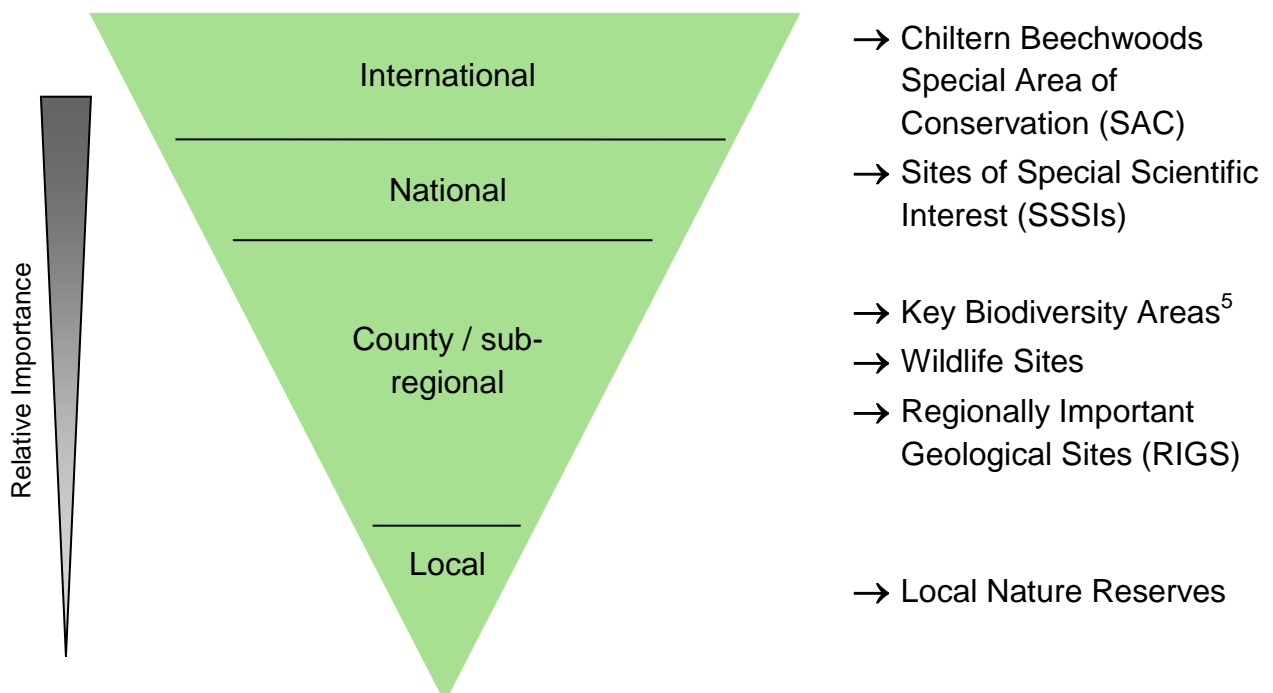 International
National
County / sub-
regional
Local
Relative Importance
→ Chiltern Beechwoods
Special Area of
Conservation (SAC)
→ Sites of Special Scientific
Interest (SSSIs)
→ Key Biodiversity Areas⁵
→ Wildlife Sites
→ Regionally Important
Geological Sites (RIGS)
→ Local Nature Reserves